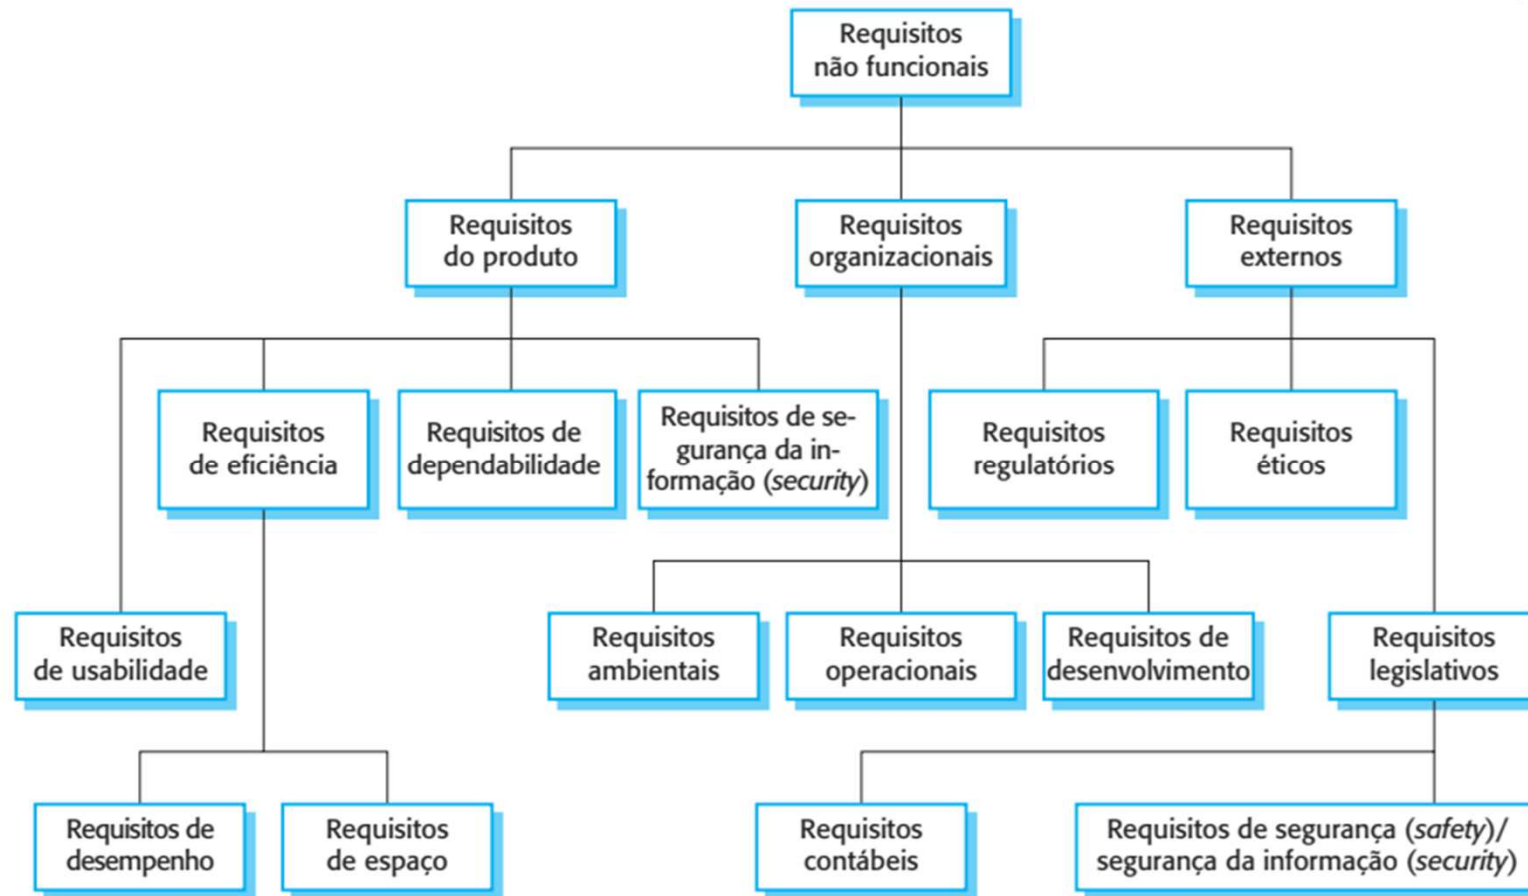 Requisitos
não funcionais
Requisitos
do produto
Requisitos
organizacionais
Requisitos
externos
Requisitos
de eficiência
Requisitos de
dependabilidade
Requisitos de se-
gurança da in-
formação (security)
Requisitos
regulatórios
Requisitos
éticos
Requisitos
de usabilidade
Requisitos
ambientais
Requisitos
operacionais
Requisitos de
desenvolvimento
Requisitos
legislativos
Requisitos de
desempenho
Requisitos
de espaço
Requisitos
contábeis
Requisitos de segurança (safety)/
segurança da informação (security)